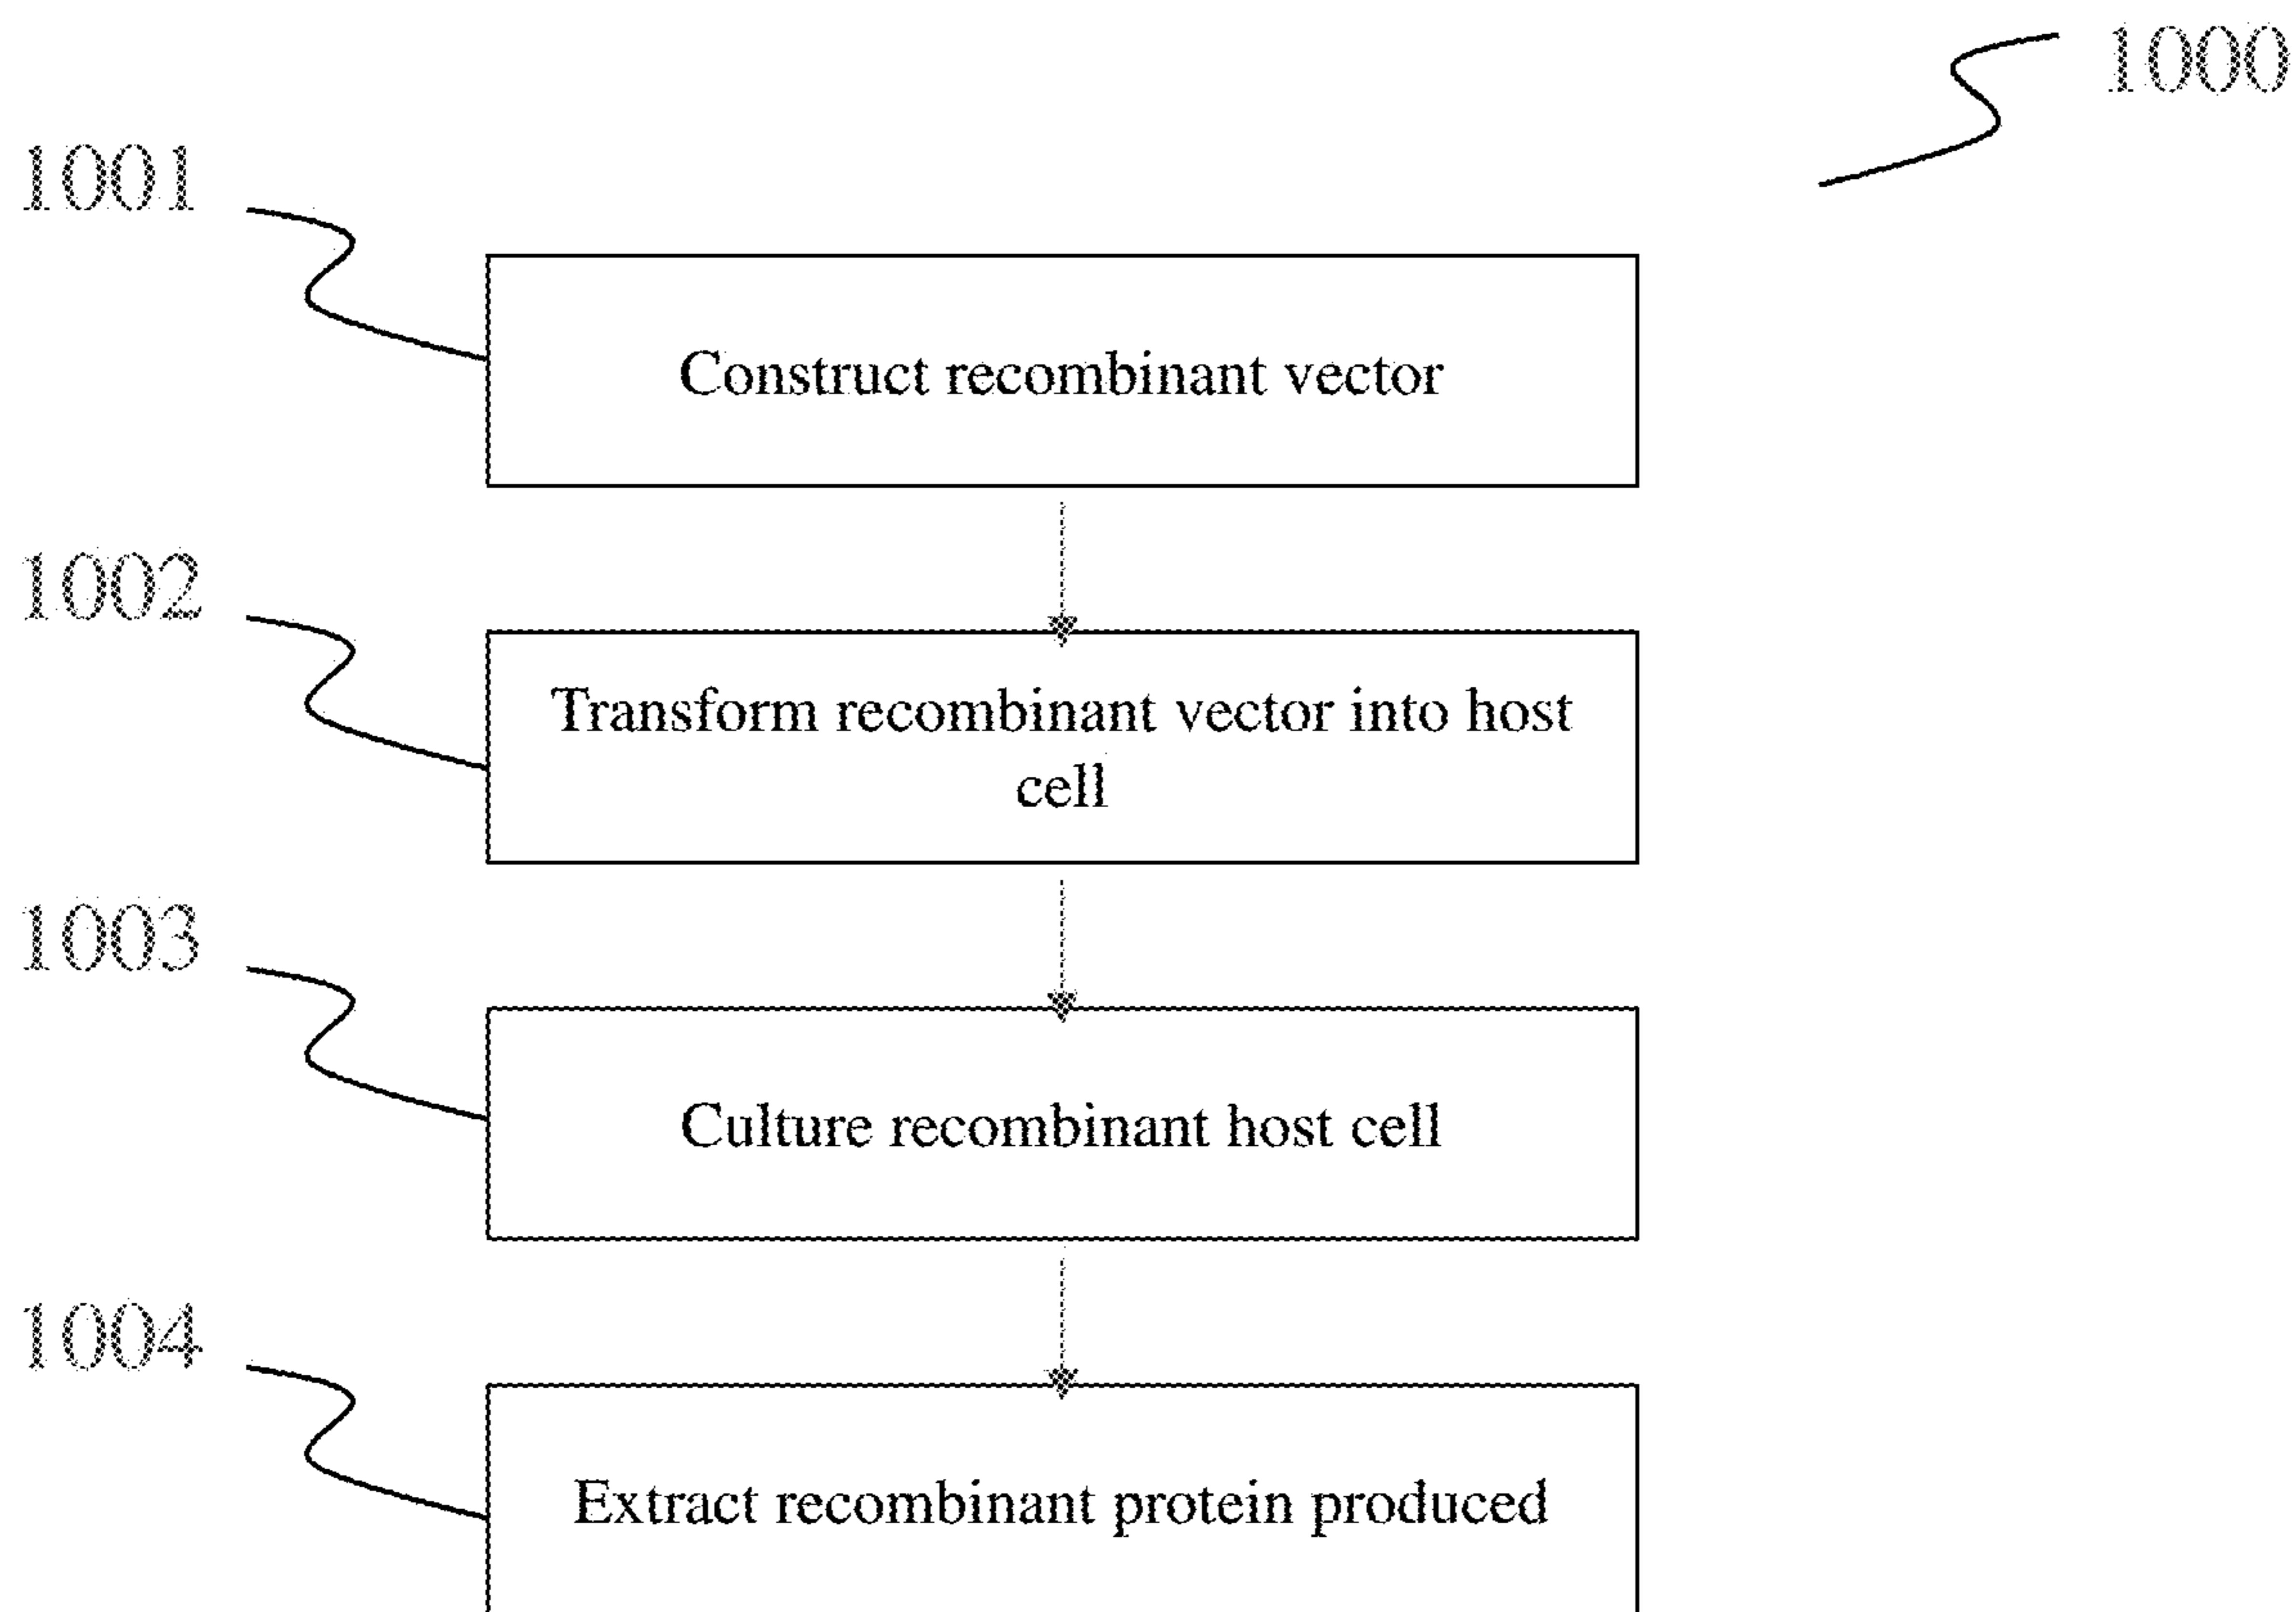 1000
1001
Construct recombinant vector
1002
Transform recombinant vector into host
cell
1003
Culture recombinant host cell
1004
Extract recombinant protein produced